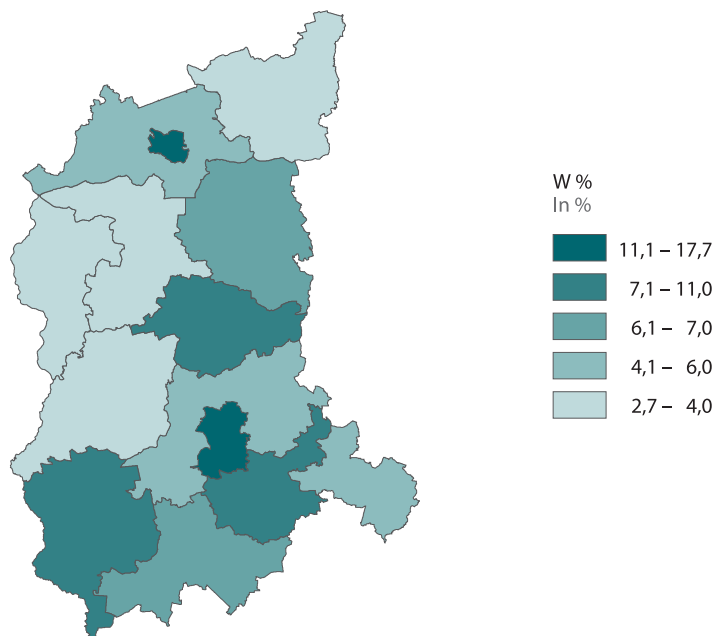 W %
In %
11,1 – 17,7
7,1 – 11,0
6,1 – 7,0
4,1 – 6,0
2,7 – 4,0